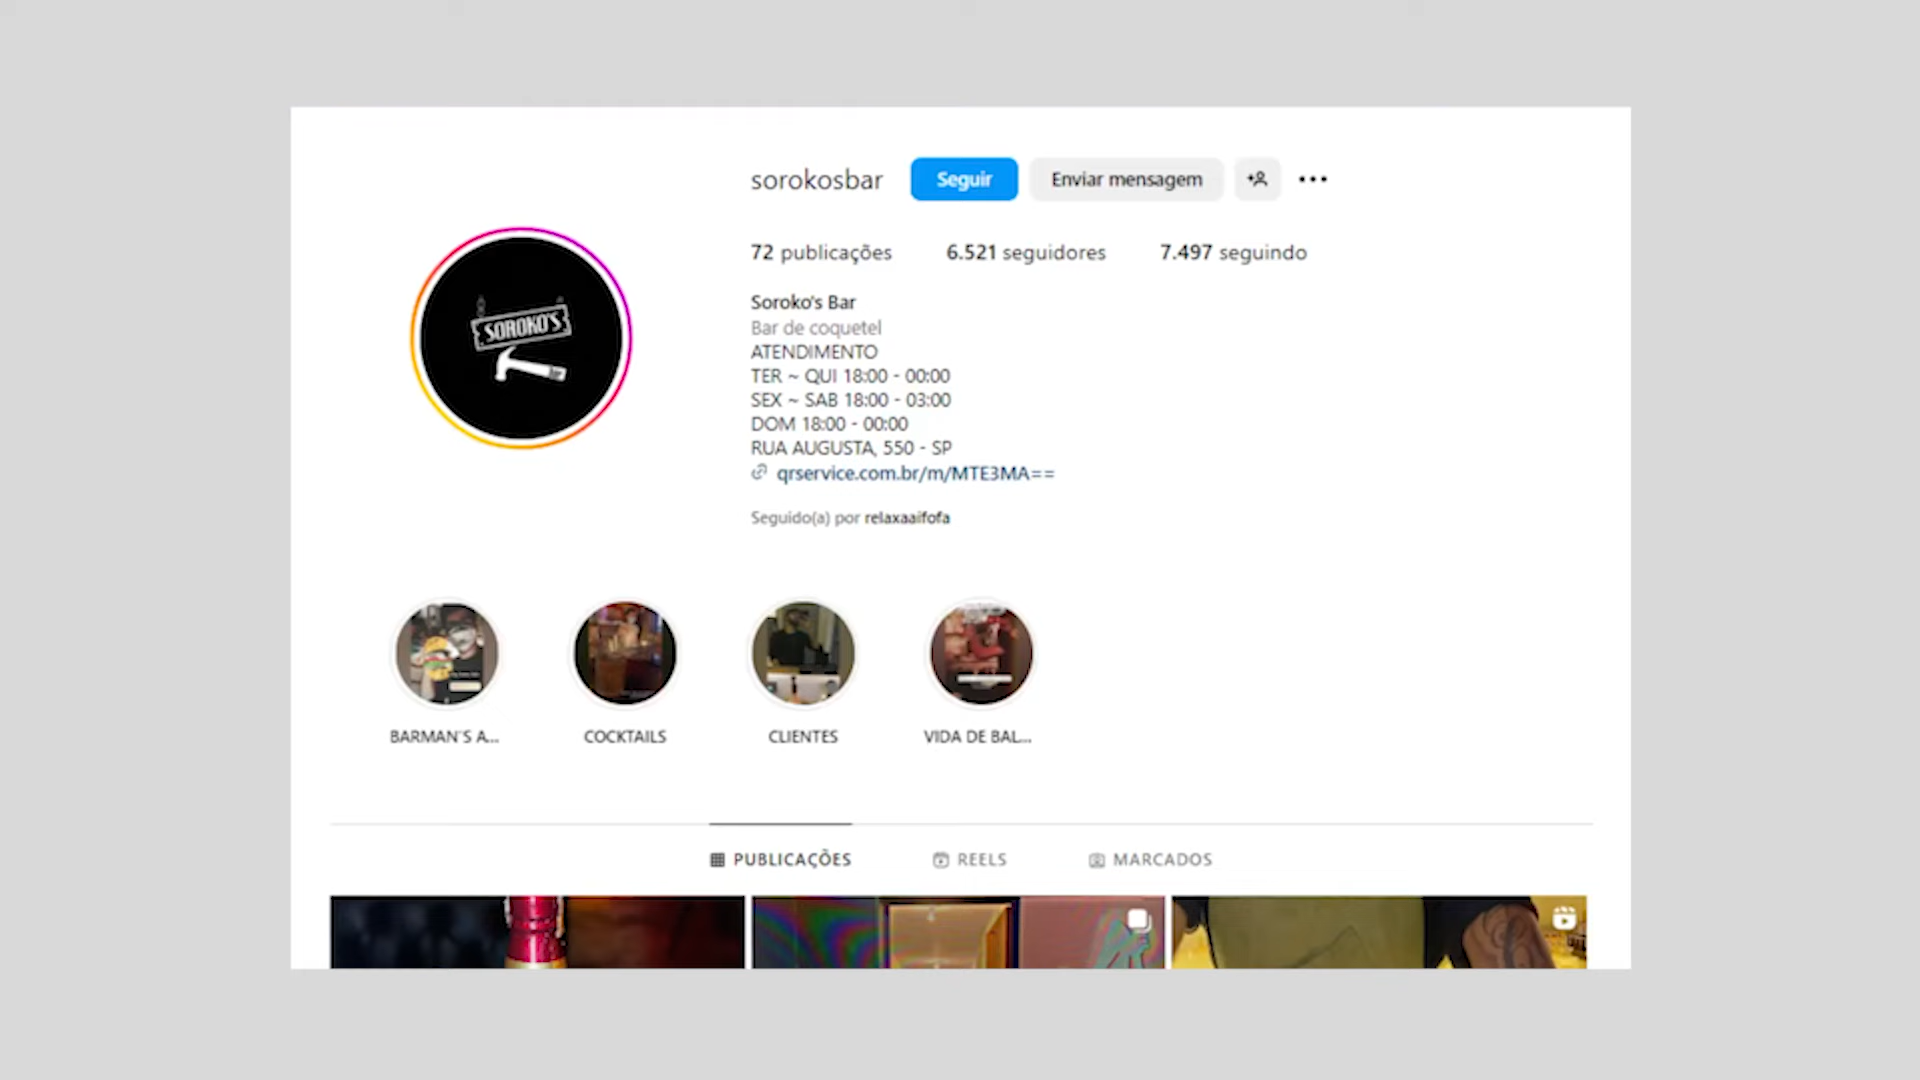 sorokosbar Seguir Enviar mensagem
72 publicações 6.521 seguidores 7.497 seguindo
SOROKO'S
Soroko's Bar
Bar de coquetel
ATENDIMENTO
TER ~ QUI 18:00 - 00:00
SEX ~ SAB 18:00 - 03:00
DOM 18:00 - 00:00
RUA AUGUSTA, 550 - SP
qrservice.com.br/m/MTE3MA==
Seguido(a) por relaxaaifofa
BARMAN'S A... COCKTAILS CLIENTES VIDA DE BAL...
PUBLICAÇÕES REELS MARCADOS